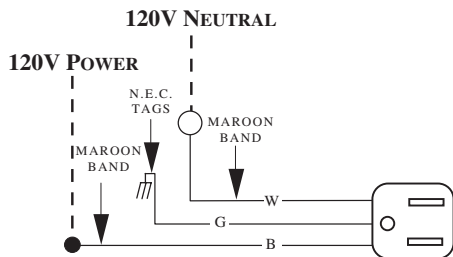 120V NEUTRAL
120V POWER
N.E.C.
TAGS
MAROON
BAND
MAROON
BAND
W
G
B